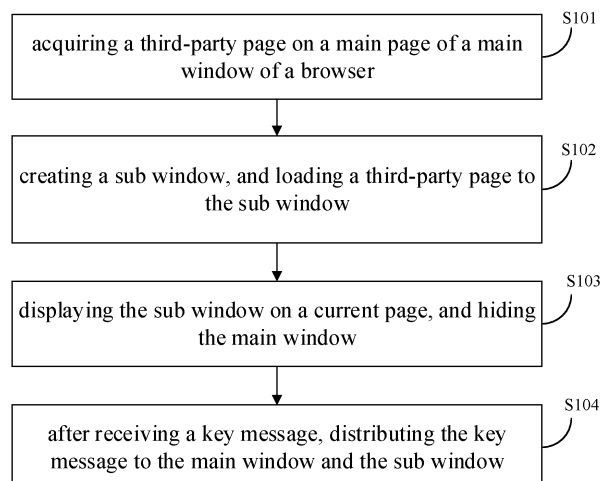 S101
acquiring a third-party page on a main page of a main
window of a browser
S102
creating a sub window, and loading a third-party page to
the sub window
S103
displaying the sub window on a current page, and hiding
the main window
S104
after receiving a key message, distributing the key
message to the main window and the sub window